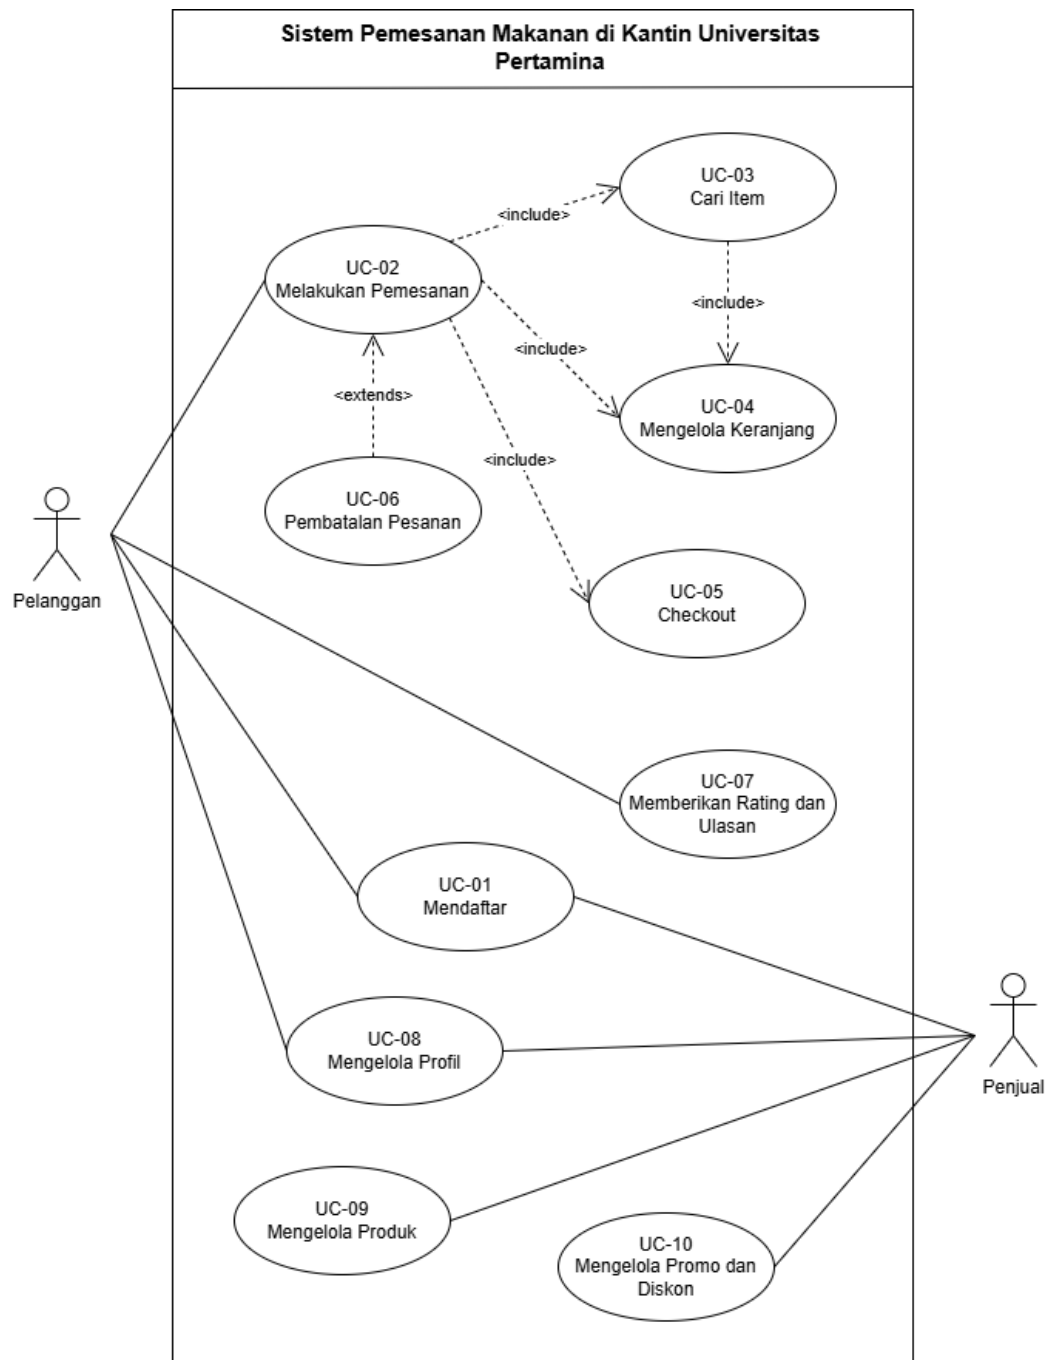 Sistem Pemesanan Makanan di Kantin Universitas
Pertamina
UC-03
Cari Item
<include>
UC-02
Melakukan Pemesanan
<include>
<include>
<extends>
UC-04
Mengelola Keranjang
<include>
UC-06
Pembatalan Pesanan
UC-05
Checkout
Pelanggan
UC-07
Memberikan Rating dan
Ulasan
UC-01
Mendaftar
UC-08
Mengelola Profil
Penjual
UC-09
Mengelola Produk
UC-10
Mengelola Promo dan
Diskon